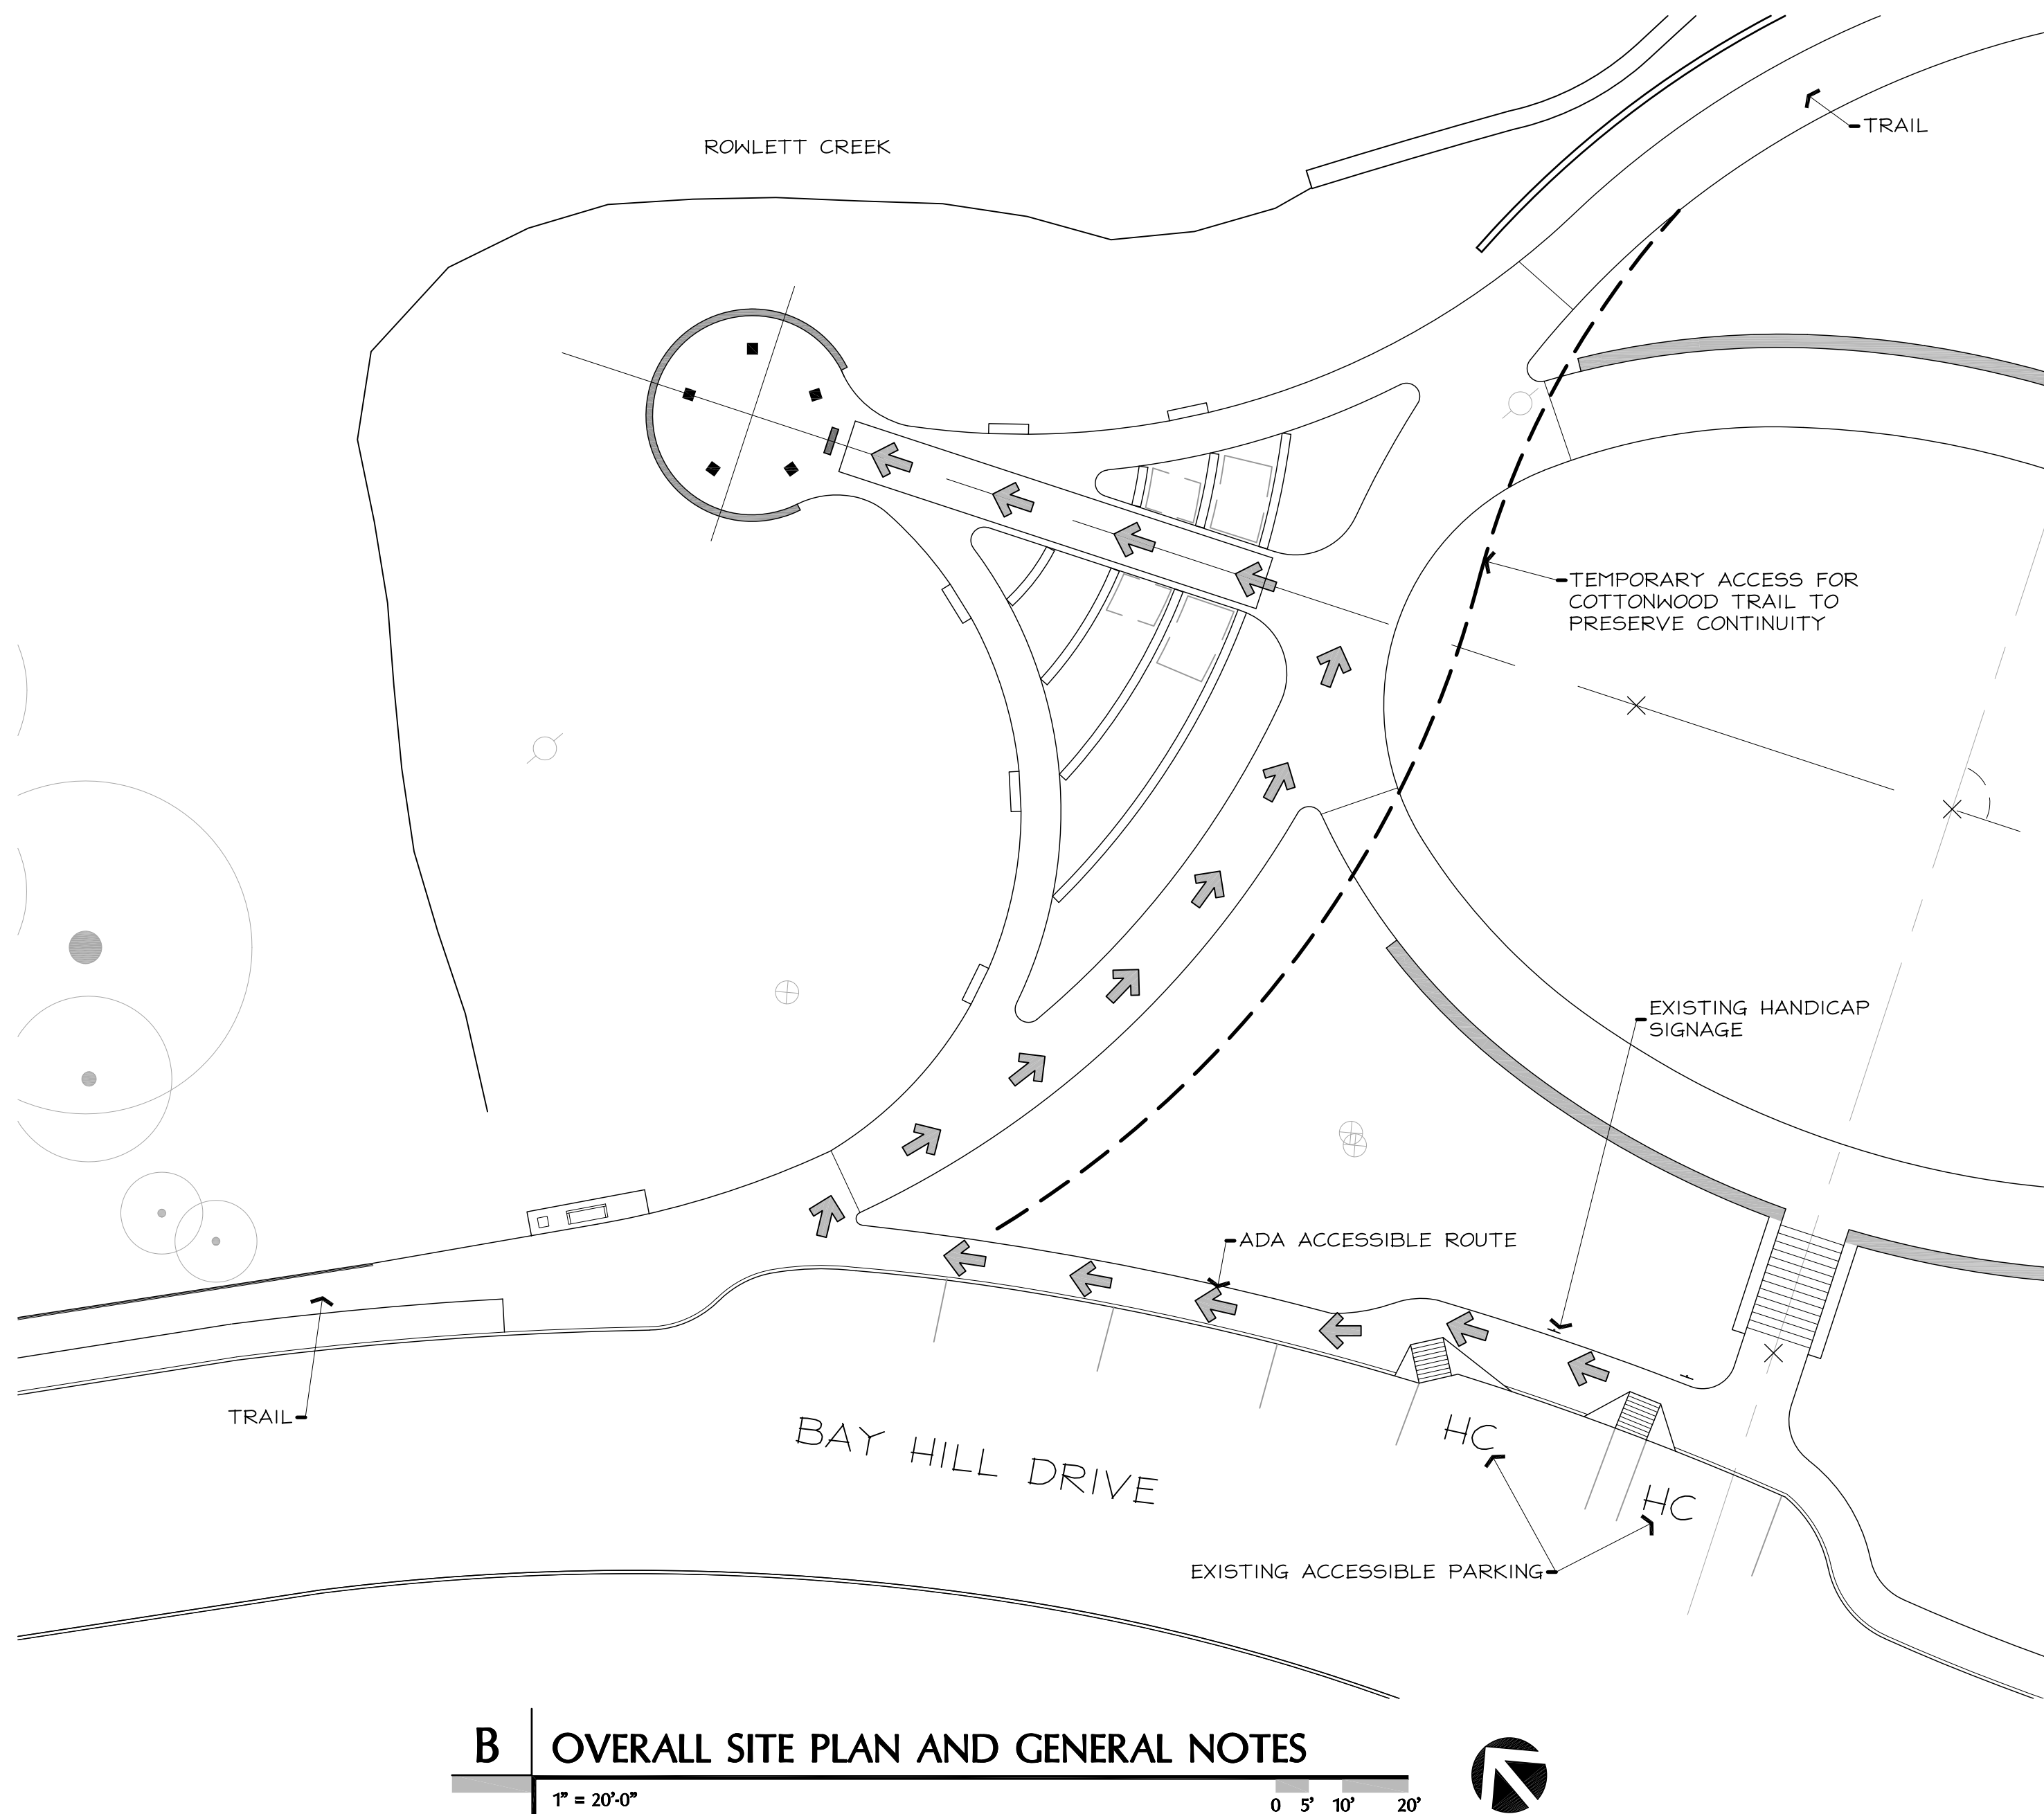 ROWLETT CREEK
TRAIL
TEMPORARY ACCESS FOR
COTTONWOOD TRAIL TO
PRESERVE CONTINUITY
EXISTING HANDICAP
SIGNAGE
ADA ACCESSIBLE ROUTE
TRAIL
BAY HILL DRIVE
HC
HC
EXISTING ACCESSIBLE PARKING
B
OVERALL SITE PLAN AND GENERAL NOTES
1" = 20'-0"
0 5' 10' 20'